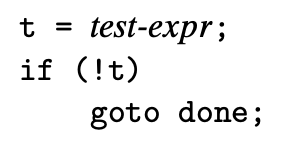 t = test-expr;
if (!t)
    goto done;